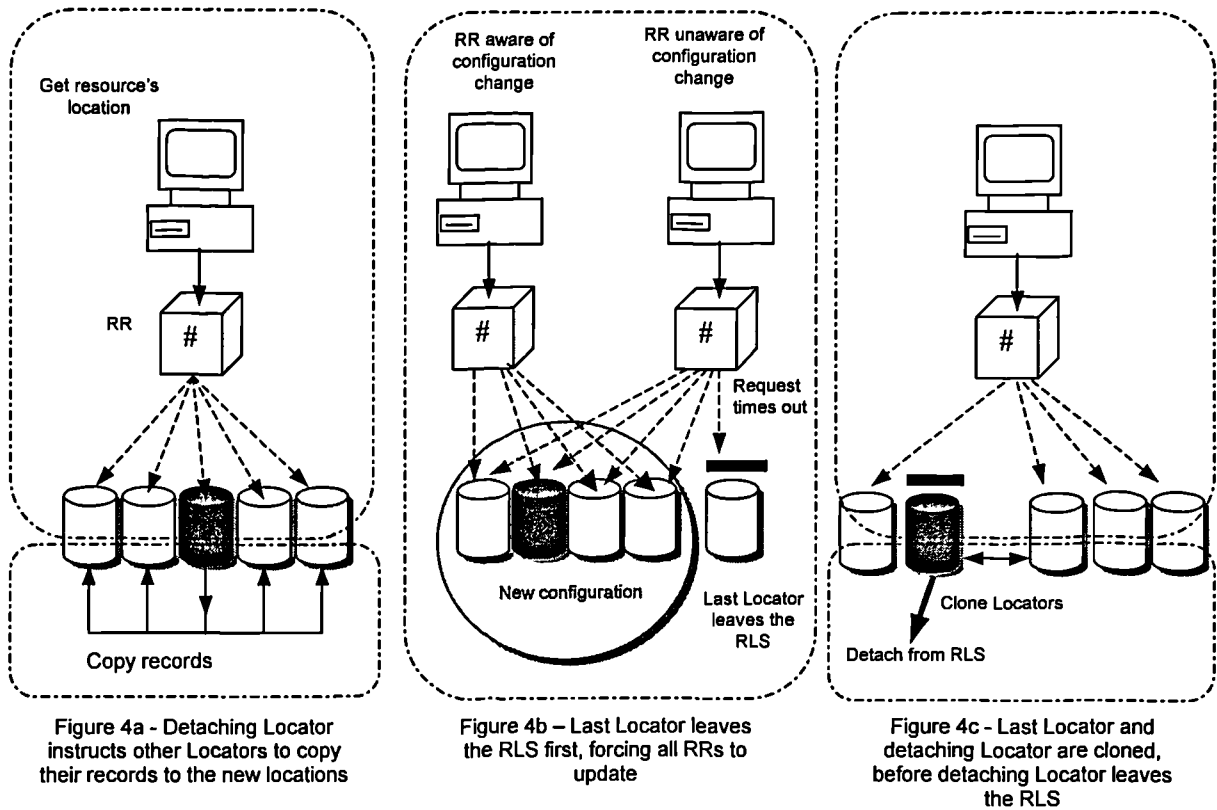 Get resource's
location
RR
#
Copy records
Figure 4a - Detaching Locator
instructs other Locators to copy
their records to the new locations
RR aware of
configuration
change
RR unaware of
configuration
change
#
#
Request
times out
New configuration
Last Locator
leaves the
RLS
Figure 4b – Last Locator leaves
the RLS first, forcing all RRs to
update
#
Clone Locators
Detach from RLS
Figure 4c - Last Locator and
detaching Locator are cloned,
before detaching Locator leaves
the RLS